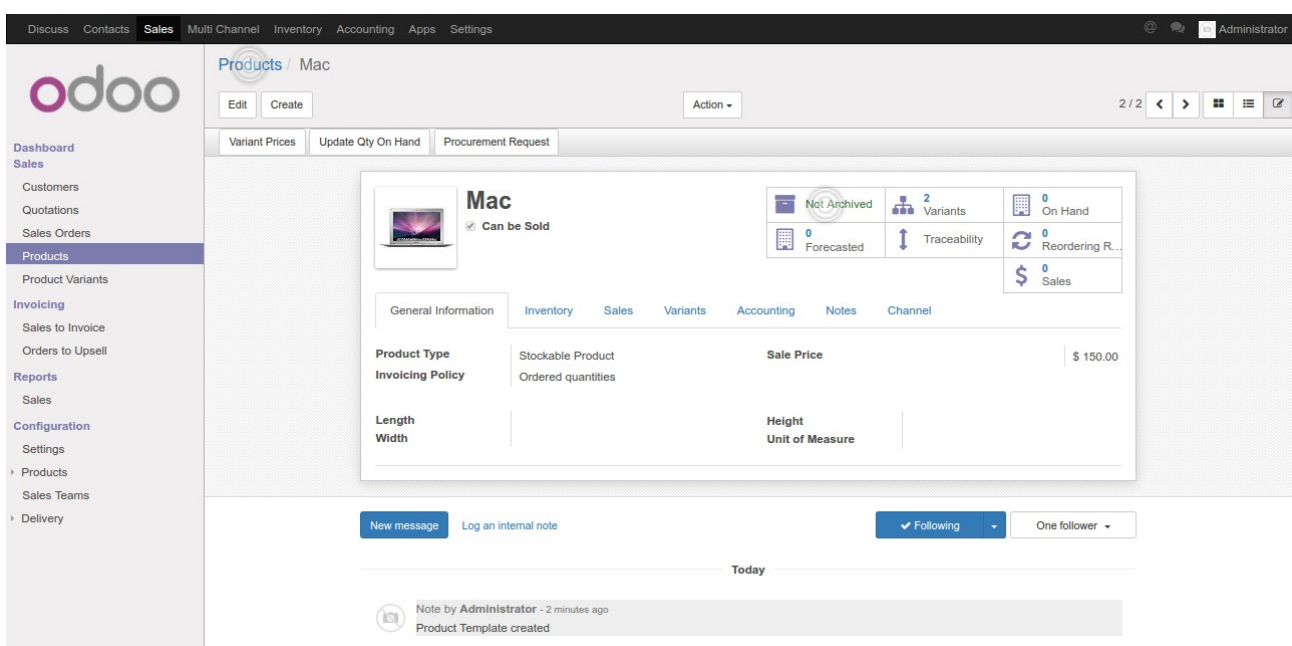 Discuss Contacts Sales Multi Channel Inventory Accounting Apps Settings @ Administrator
odoo
Products / Mac
Edit Create Action 2 / 2
Variant Prices Update Qty On Hand Procurement Request
Dashboard
Sales
Customers
Quotations
Sales Orders
Products
Product Variants
Invoicing
Sales to Invoice
Orders to Upsell
Reports
Sales
Configuration
Settings
Products
Sales Teams
Delivery
Mac
Can be Sold
Not Archived
2
Variants
0
On Hand
0
Forecasted
Traceability
0
Reordering R...
0
Sales
General Information Inventory Sales Variants Accounting Notes Channel
Product Type Stockable Product Sale Price $ 150.00
Invoicing Policy Ordered quantities
Length Height
Width Unit of Measure
New message Log an internal note Following One follower
Today
Note by Administrator - 2 minutes ago
Product Template created